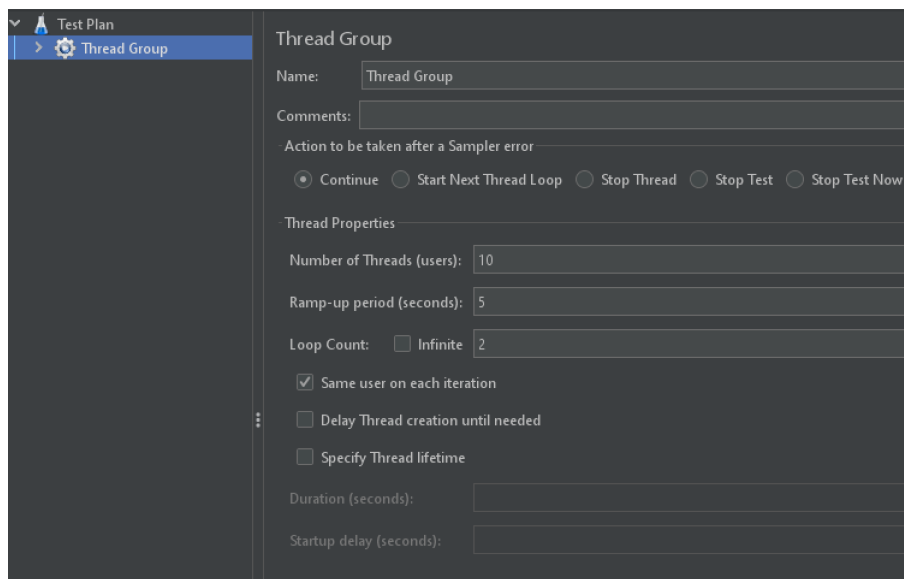 Test Plan
Thread Group
Thread Group
Name: Thread Group
Comments:
Action to be taken after a Sampler error
Continue Start Next Thread Loop Stop Thread Stop Test Stop Test Now
Thread Properties
Number of Threads (users): 10
Ramp-up period (seconds): 5
Loop Count: Infinite 2
Same user on each iteration
Delay Thread creation until needed
Specify Thread lifetime
Duration (seconds):
Startup delay (seconds):